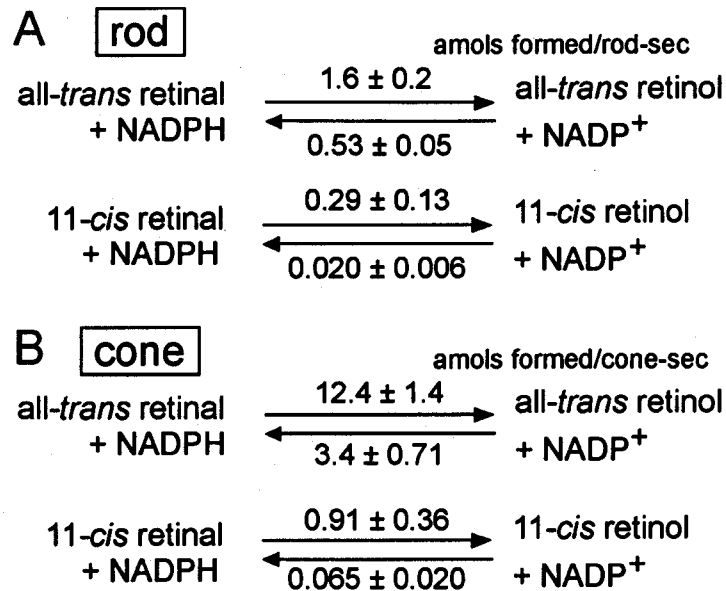 A rod
amols formed/rod-sec
all-trans retinal 1.6 ± 0.2 all-trans retinol
+ NADPH 0.53 ± 0.05 + NADP+
11-cis retinal 0.29 ± 0.13 11-cis retinol
+ NADPH 0.020 ± 0.006 + NADP+
B cone
amols formed/cone-sec
all-trans retinal 12.4 ± 1.4 all-trans retinol
+ NADPH 3.4 ± 0.71 + NADP+
11-cis retinal 0.91 ± 0.36 11-cis retinol
+ NADPH 0.065 ± 0.020 + NADP+